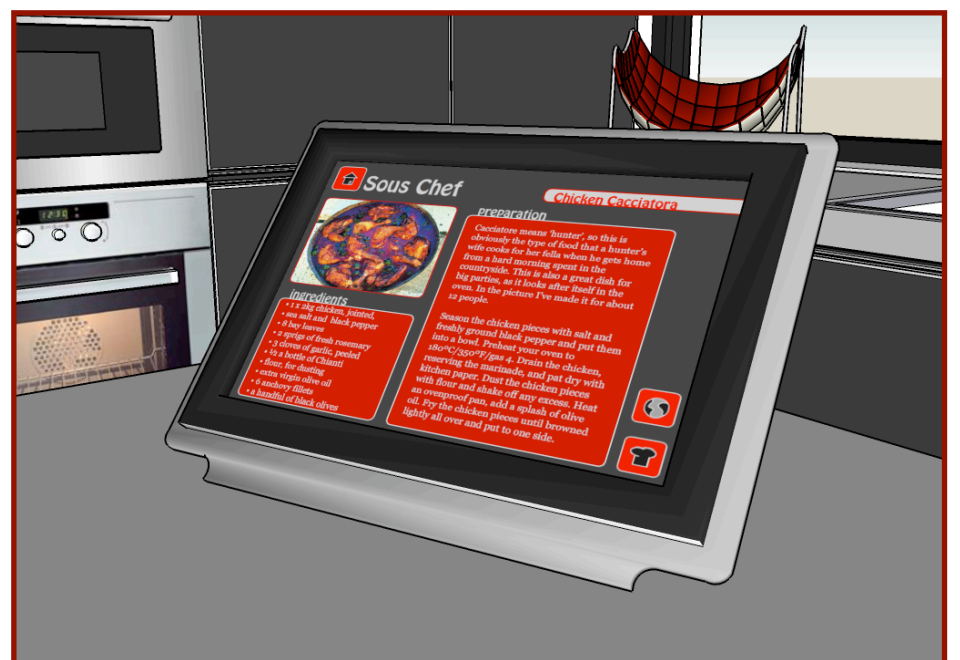 12:30
Sous Chef
Chicken Cacciatora
preparation
Cacciatore means 'hunter', so this is
obviously the type of food that a hunter's
wife cooks for her fella when he gets home
from a hard morning spent in the
countryside. This is also a great dish for
big parties, as it looks after itself in the
oven. In the picture I've made it for about
12 people.
Season the chicken pieces with salt and
freshly ground black pepper and put them
into a bowl. Preheat your oven to
180ºC/350ºF/gas 4. Drain the chicken,
reserving the marinade, and pat dry with
kitchen paper. Dust the chicken pieces
with flour and shake off any excess. Heat
an ovenproof pan, add a splash of olive
oil. Fry the chicken pieces until browned
lightly all over and put to one side.
ingredients
• 1 x 2kg chicken, jointed,
• sea salt and black pepper
• 8 bay leaves
• 2 sprigs of fresh rosemary
• 3 cloves of garlic, peeled
• ½ a bottle of Chianti
• flour, for dusting
• extra virgin olive oil
• 6 anchovy fillets
• a handful of black olives